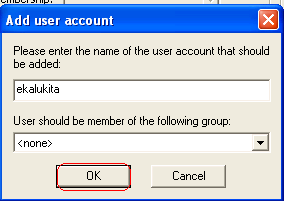 embership:
Add user account
Please enter the name of the user account that should
be added:
ekalukita
User should be member of the following group:
<none>
OK
Cancel